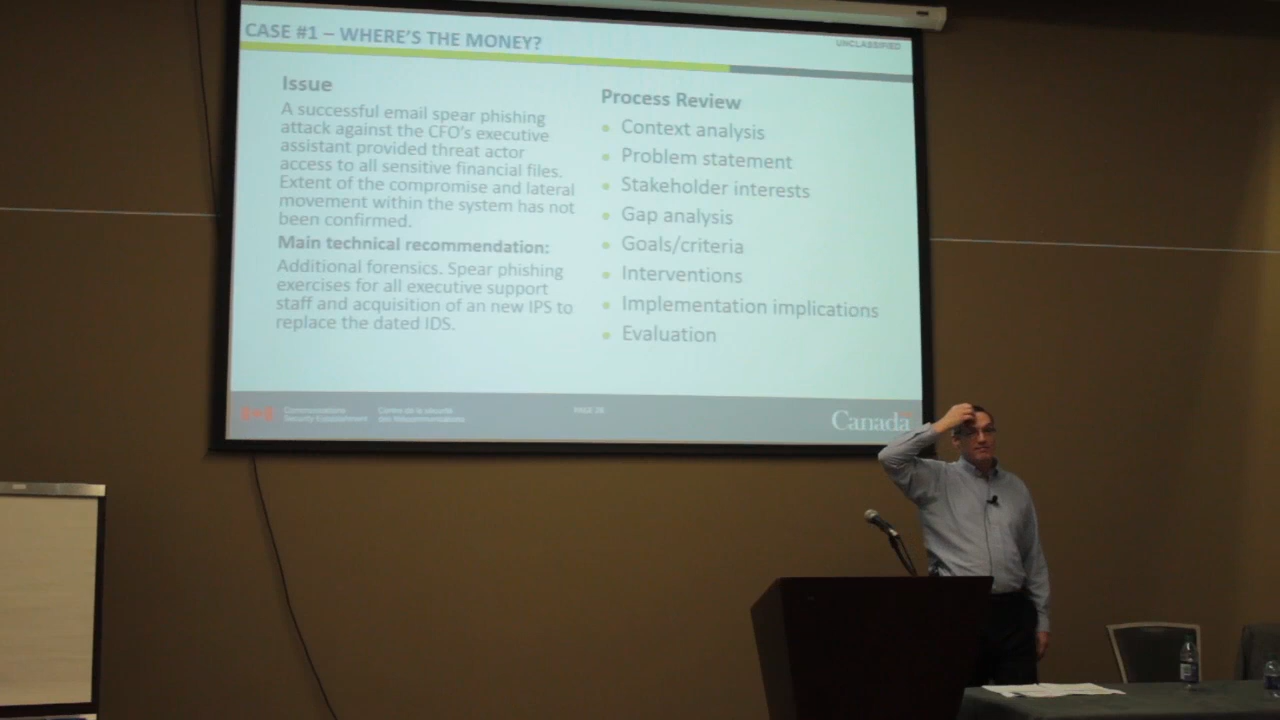 CASE #1 – WHERE'S THE MONEY?
UNCLASSIFIED
Issue
A successful email spear phishing
attack against the CFO's executive
assistant provided threat actor
access to all sensitive financial files.
Extent of the compromise and lateral
movement within the system has not
been confirmed.
Main technical recommendation:
Additional forensics. Spear phishing
exercises for all executive support
staff and acquisition of an new IPS to
replace the dated IDS.
Process Review
• Context analysis
• Problem statement
• Stakeholder interests
• Gap analysis
• Goals/criteria
• Interventions
• Implementation implications
• Evaluation
Communications
Security Establishment
Centre de la sécurité
des télécommunications
PAGE 28
Canada